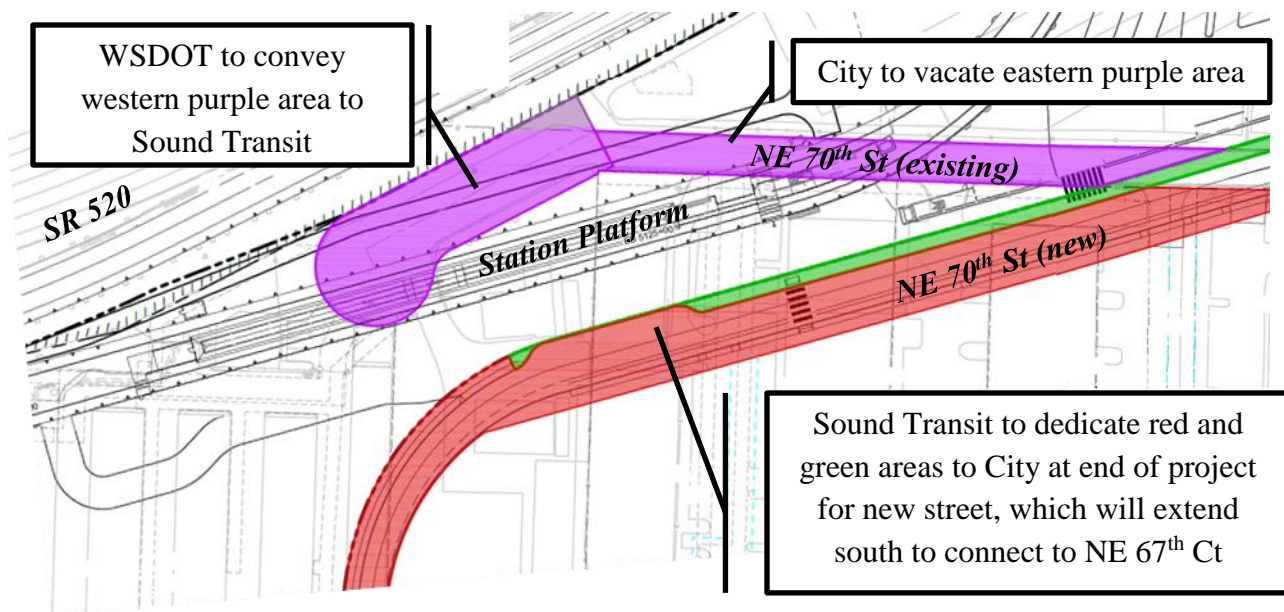 WSDOT to convey
western purple area to
Sound Transit
City to vacate eastern purple area
NE 70th St (existing)
SR 520
Station Platform
NE 70th St (new)
Sound Transit to dedicate red and
green areas to City at end of project
for new street, which will extend
south to connect to NE 67th Ct